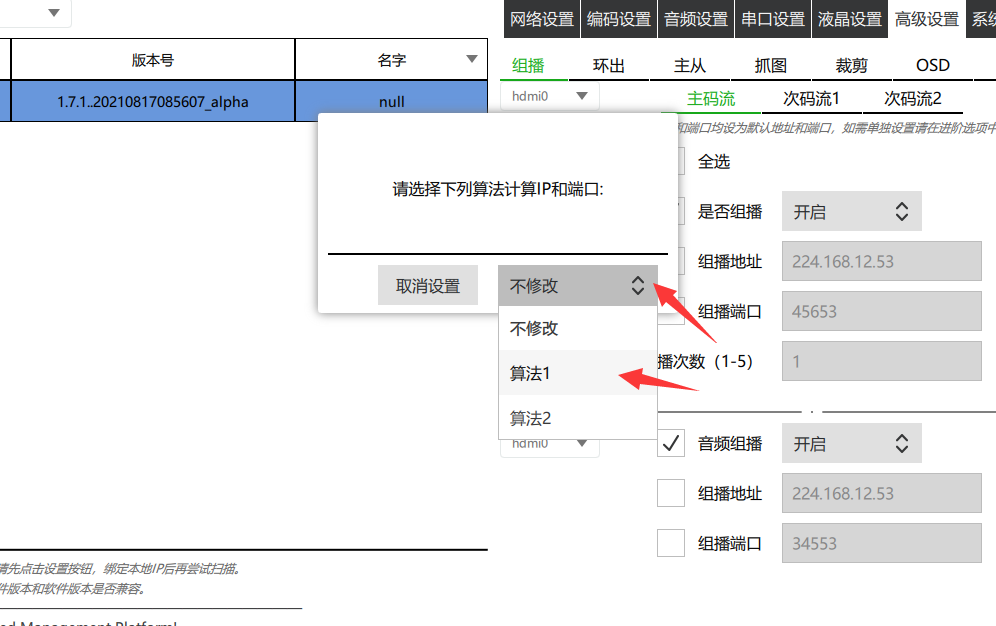 网络设置 编码设置 音频设置 串口设置 液晶设置 高级设置 系统
版本号 名字
1.7.1..20210817085607_alpha null
组播 环出 主从 抓图 裁剪 OSD
hdmi0 主码流 次码流1 次码流2
和端口均设为默认地址和端口，如需单独设置请在进阶选项中
全选
是否组播 开启
组播地址 224.168.12.53
组播端口 45653
播次数（1-5） 1
请选择下列算法计算IP和端口:
取消设置 不修改
不修改
算法1
算法2
hdmi0
音频组播 开启
组播地址 224.168.12.53
组播端口 34553
请先点击设置按钮，绑定本地IP后再尝试扫描。
件版本和软件版本是否兼容。
ed Management Platform!